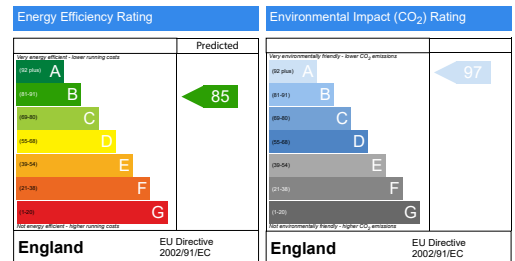 Energy Efficiency Rating
Predicted
Very energy efficient - lower running costs
(92 plus) A
(81-91) B
(69-80) C
(55-68) D
(39-54) E
(21-38) F
(1-20) G
Not energy efficient - higher running costs
85
England
EU Directive
2002/91/EC
Environmental Impact (CO₂) Rating
Very environmentally friendly - lower CO₂ emissions
(92 plus) A
(81-91) B
(69-80) C
(55-68) D
(39-54) E
(21-38) F
(1-20) G
Not environmentally friendly - higher CO₂ emissions
97
England
EU Directive
2002/91/EC